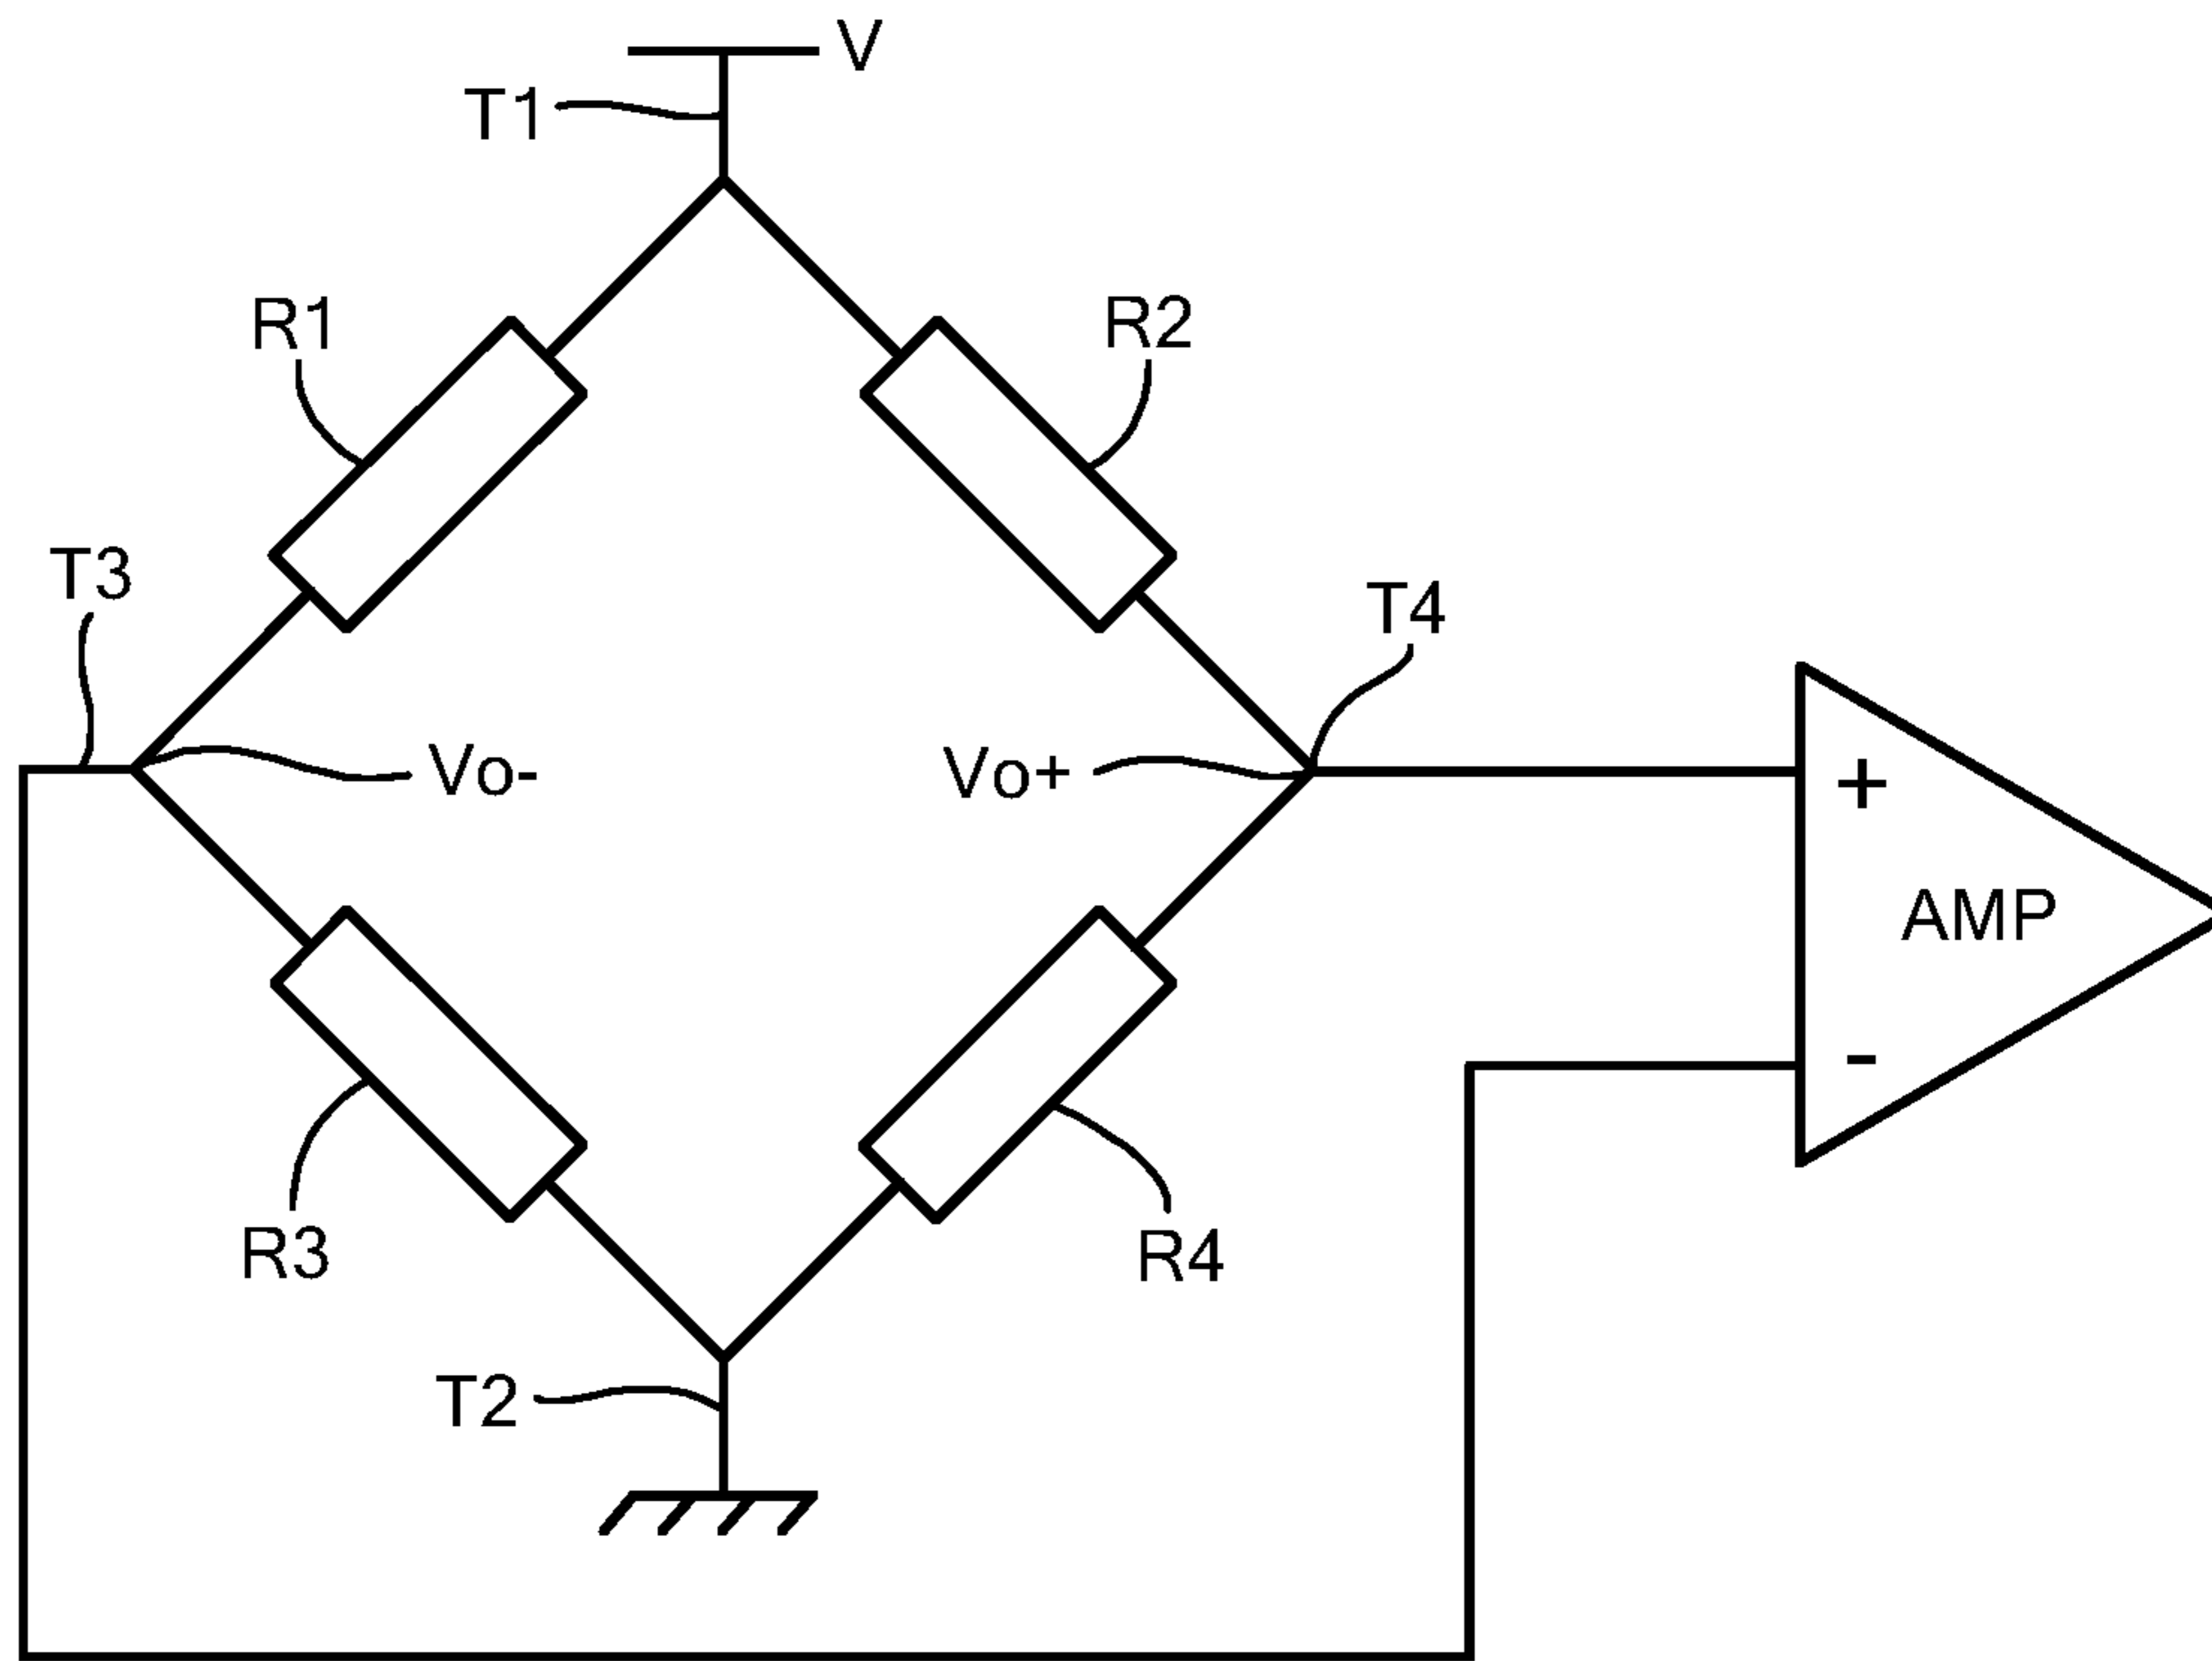 V
T1
R1
R2
T3
T4
Vo-
Vo+
+
AMP
-
R3
R4
T2